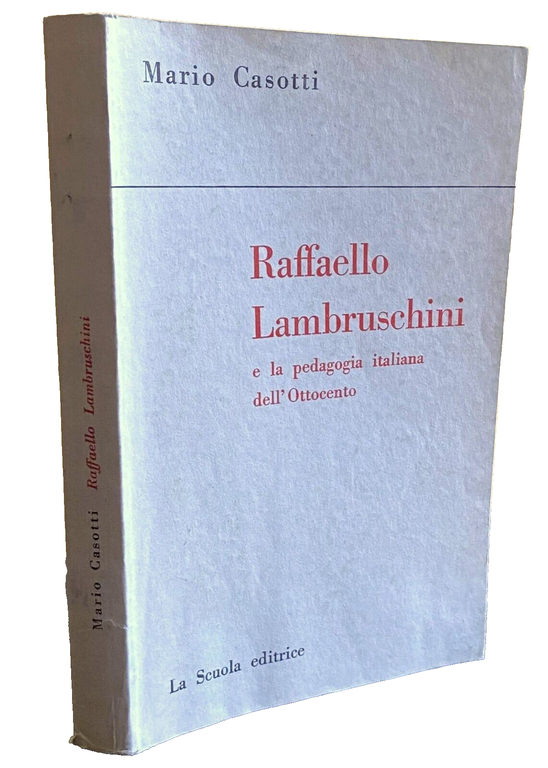 Mario Casotti
Raffaello
Lambruschini
e la pedagogia italiana
dell'Ottocento
La Scuola editrice
Mario Casotti Raffaello Lambruschini